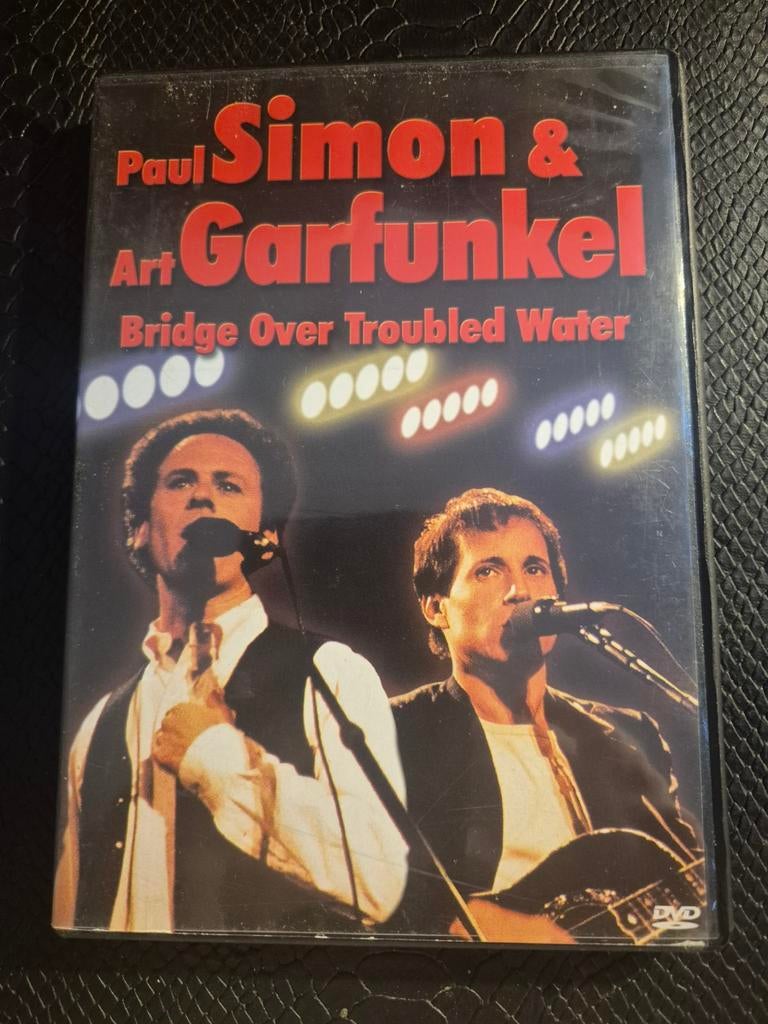 Paul Simon &
Art Garfunkel
Bridge Over Troubled Water
DVD